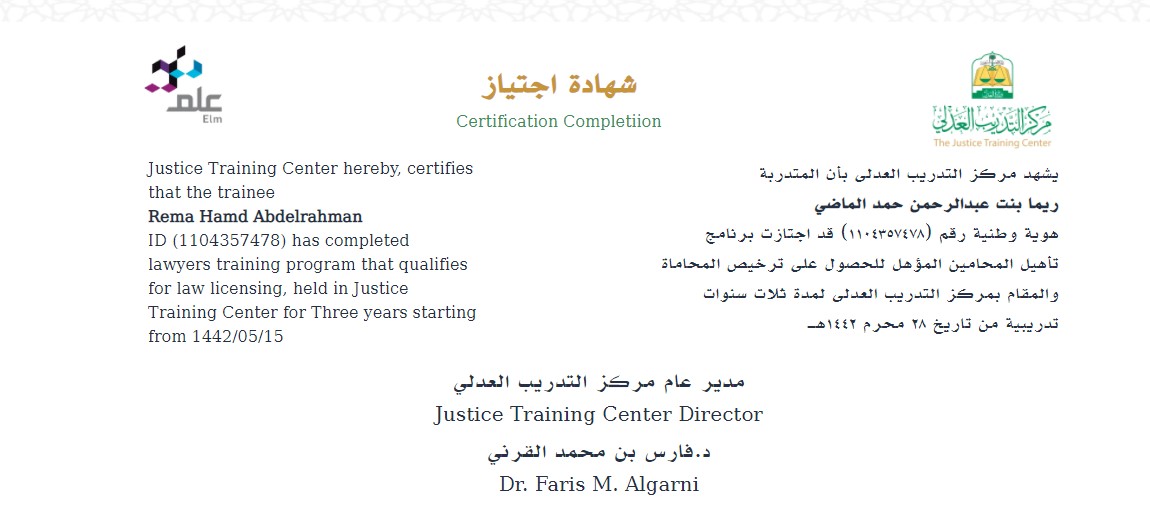 علم
Elm
شهادة اجتياز
Certification Completiion
مركز التدريب العدلي
The Justice Training Center
Justice Training Center hereby, certifies
that the trainee
Rema Hamd Abdelrahman
ID (1104357478) has completed
lawyers training program that qualifies
for law licensing, held in Justice
Training Center for Three years starting
from 1442/05/15
يشهد مركز التدريب العدلي بأن المتدربة
ريما بنت عبدالرحمن حمد الماضي
هوية وطنية رقم (١١٠٤٣٥٧٤٧٨) قد اجتازت برنامج
تأهيل المحامين المؤهل للحصول على ترخيص المحاماة
والمقام بمركز التدريب العدلي لمدة ثلاث سنوات
تدريبية من تاريخ ٢٨ محرم ١٤٤٢هـ
مدير عام مركز التدريب العدلي
Justice Training Center Director
د.فارس بن محمد القرني
Dr. Faris M. Algarni